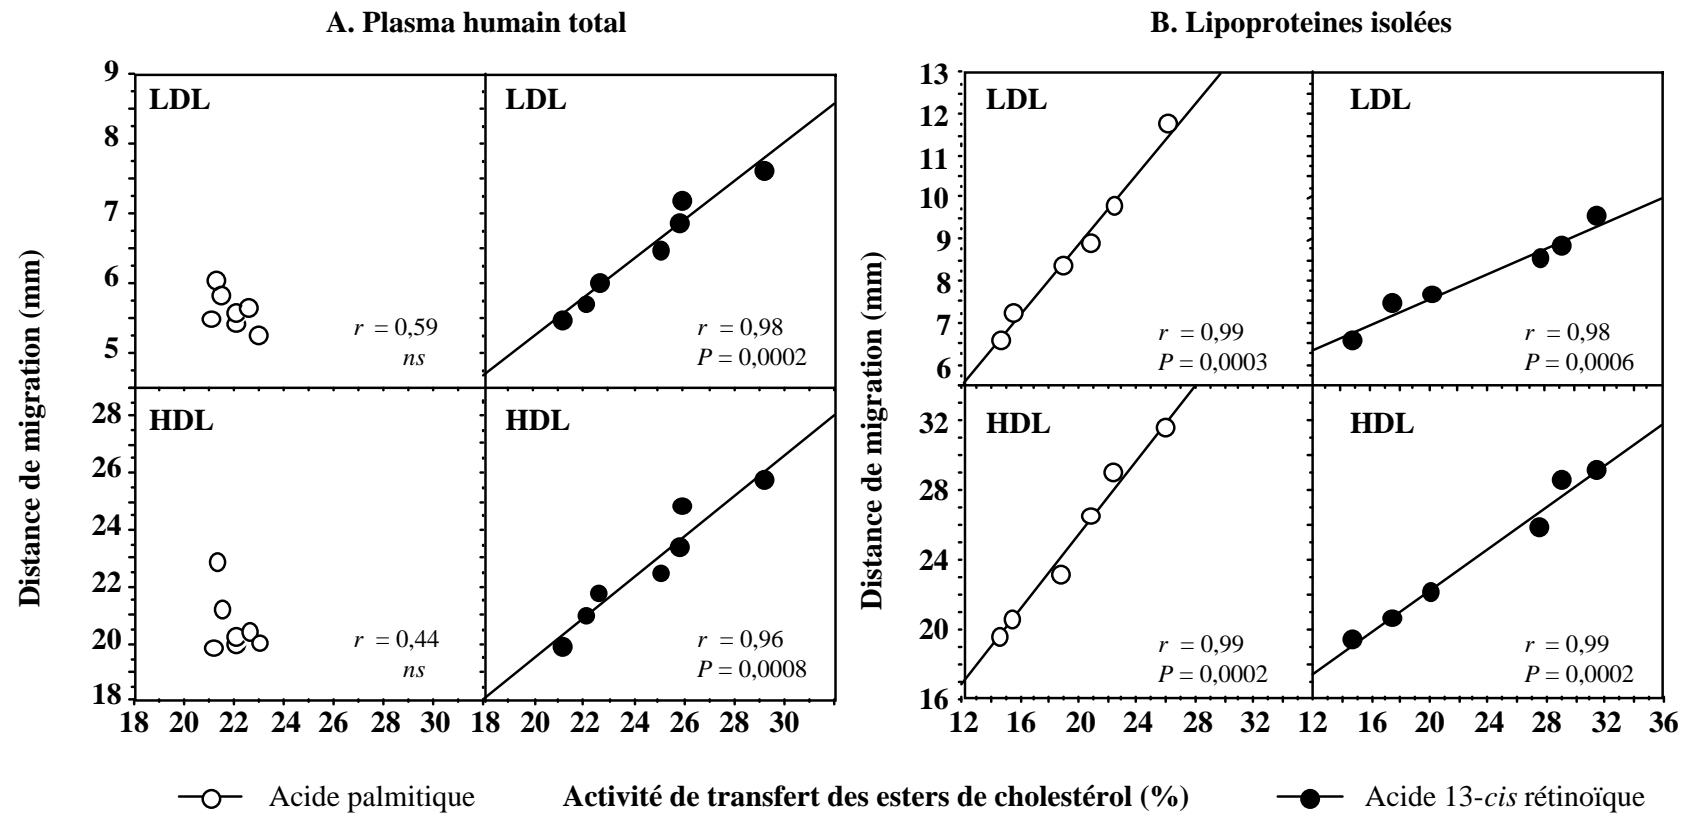 A. Plasma humain total
B. Lipoproteines isolées
Distance de migration (mm)
9
8
7
6
5
LDL
r = 0,59
ns
LDL
r = 0,98
P = 0,0002
28
26
24
22
20
18
HDL
r = 0,44
ns
HDL
r = 0,96
P = 0,0008
18 20 22 24 26 28 30 18 20 22 24 26 28 30
Distance de migration (mm)
13
12
11
10
9
8
7
6
LDL
r = 0,99
P = 0,0003
LDL
r = 0,98
P = 0,0006
32
28
24
20
16
HDL
r = 0,99
P = 0,0002
HDL
r = 0,99
P = 0,0002
12 16 20 24 28 32 12 16 20 24 28 32 36
Acide palmitique
Activité de transfert des esters de cholestérol (%)
Acide 13-cis rétinoïque